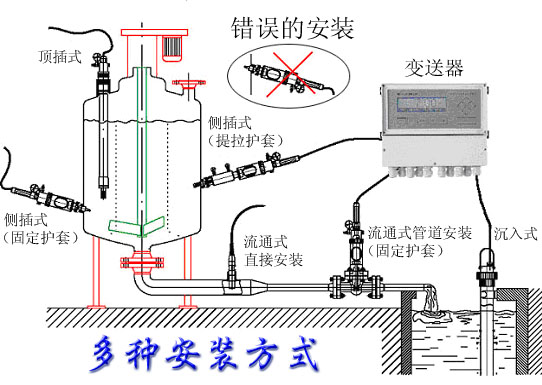 错误的安装
顶插式
变送器
侧插式
(提拉护套)
侧插式
(固定护套)
流通式
直接安装
流通式管道安装
(固定护套)
沉入式
多种安装方式